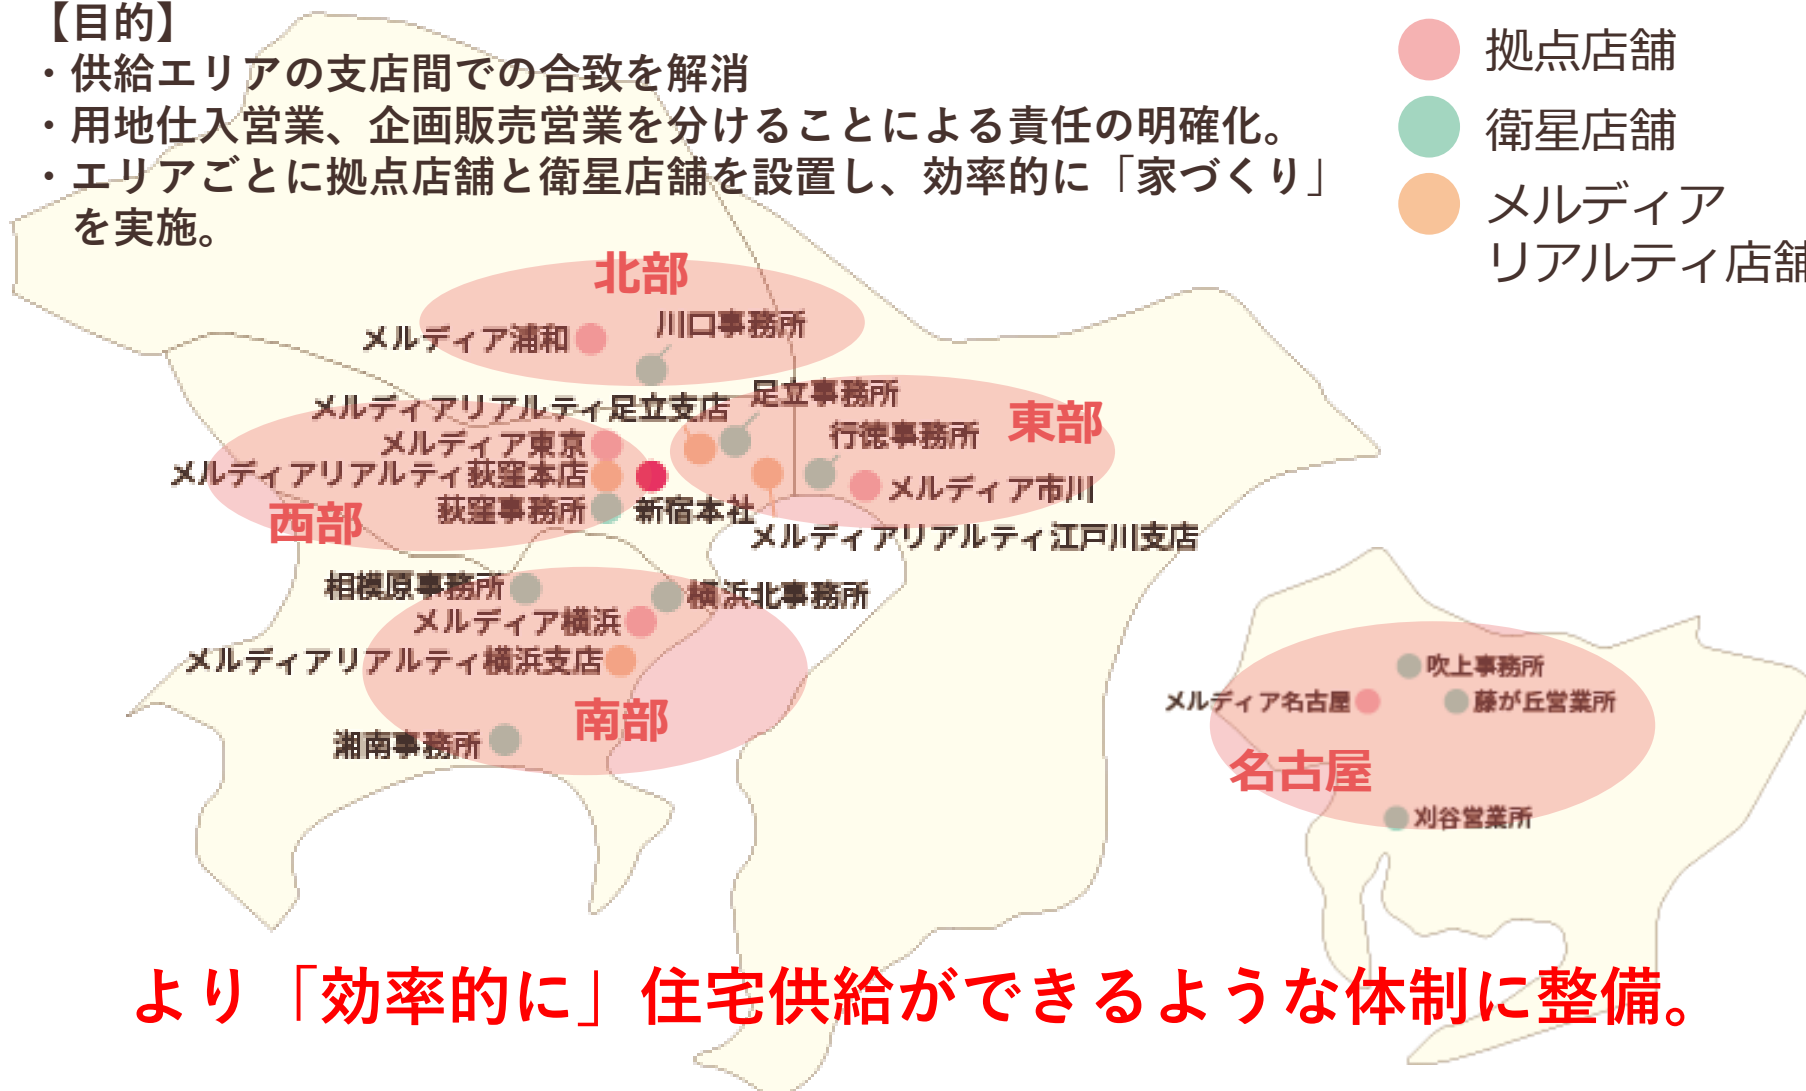 【目的】
・供給エリアの支店間での合致を解消
・用地仕入営業、企画販売営業を分けることによる責任の明確化。
・エリアごとに拠点店舗と衛星店舗を設置し、効率的に「家づくり」
を実施。
拠点店舗
衛星店舗
メルディア
リアルティ店舗
北部
メルディア浦和
川口事務所
メルディアリアルティ足立支店
足立事務所
東部
行徳事務所
メルディア東京
メルディアリアルティ荻窪本店
メルディア市川
荻窪事務所
新宿本社
西部
メルディアリアルティ江戸川支店
相模原事務所
横浜北事務所
メルディア横浜
メルディアリアルティ横浜支店
南部
湘南事務所
吹上事務所
メルディア名古屋
藤が丘営業所
名古屋
刈谷営業所
より「効率的に」住宅供給ができるような体制に整備。